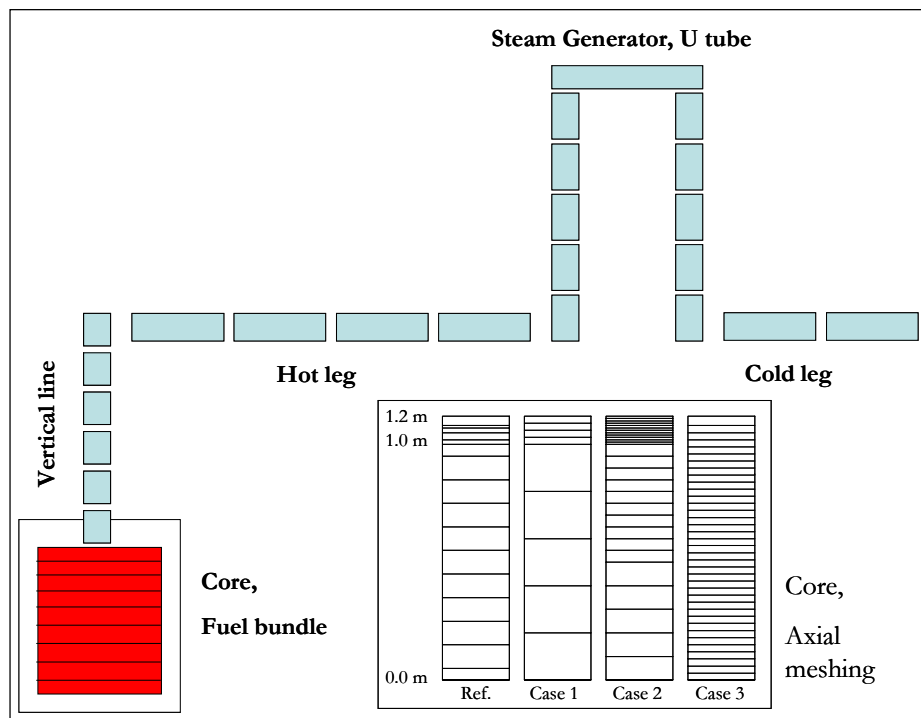 Steam Generator, U tube
Hot leg
Cold leg
Vertical line
Core,
Fuel bundle
1.2 m
1.0 m
0.0 m
Ref.
Case 1
Case 2
Case 3
Core,
Axial
meshing